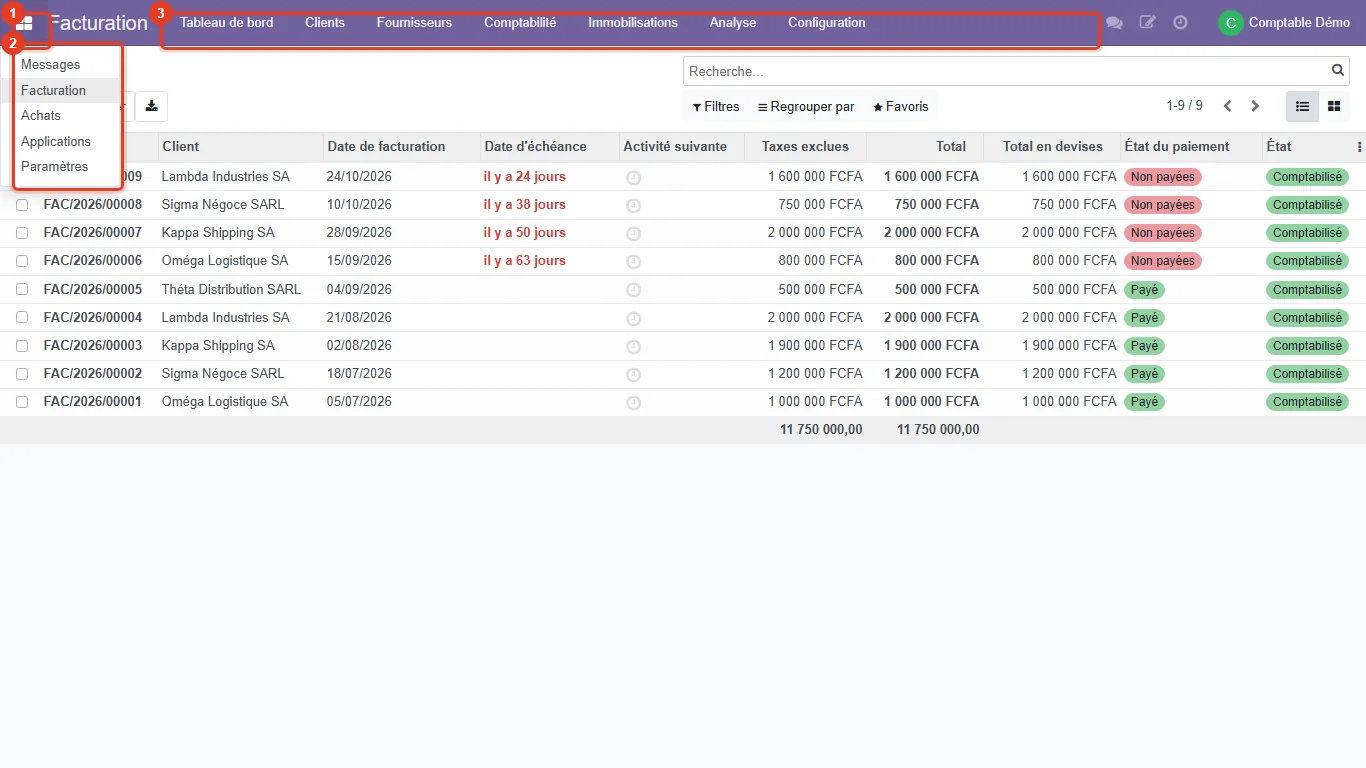 1
3
Facturation Tableau de bord Clients Fournisseurs Comptabilité Immobilisations Analyse Configuration C Comptable Démo
2
Messages
Recherche...
Facturation
Achats
Filtres Regrouper par Favoris 1-9 / 9
Applications
Paramètres
Client Date de facturation Date d'échéance Activité suivante Taxes exclues Total Total en devises État du paiement État
009 Lambda Industries SA 24/10/2026 il y a 24 jours 1 600 000 FCFA 1 600 000 FCFA 1 600 000 FCFA Non payées Comptabilisé
FAC/2026/00008 Sigma Négoce SARL 10/10/2026 il y a 38 jours 750 000 FCFA 750 000 FCFA 750 000 FCFA Non payées Comptabilisé
FAC/2026/00007 Kappa Shipping SA 28/09/2026 il y a 50 jours 2 000 000 FCFA 2 000 000 FCFA 2 000 000 FCFA Non payées Comptabilisé
FAC/2026/00006 Oméga Logistique SA 15/09/2026 il y a 63 jours 800 000 FCFA 800 000 FCFA 800 000 FCFA Non payées Comptabilisé
FAC/2026/00005 Théta Distribution SARL 04/09/2026 500 000 FCFA 500 000 FCFA 500 000 FCFA Payé Comptabilisé
FAC/2026/00004 Lambda Industries SA 21/08/2026 2 000 000 FCFA 2 000 000 FCFA 2 000 000 FCFA Payé Comptabilisé
FAC/2026/00003 Kappa Shipping SA 02/08/2026 1 900 000 FCFA 1 900 000 FCFA 1 900 000 FCFA Payé Comptabilisé
FAC/2026/00002 Sigma Négoce SARL 18/07/2026 1 200 000 FCFA 1 200 000 FCFA 1 200 000 FCFA Payé Comptabilisé
FAC/2026/00001 Oméga Logistique SA 05/07/2026 1 000 000 FCFA 1 000 000 FCFA 1 000 000 FCFA Payé Comptabilisé
11 750 000,00 11 750 000,00